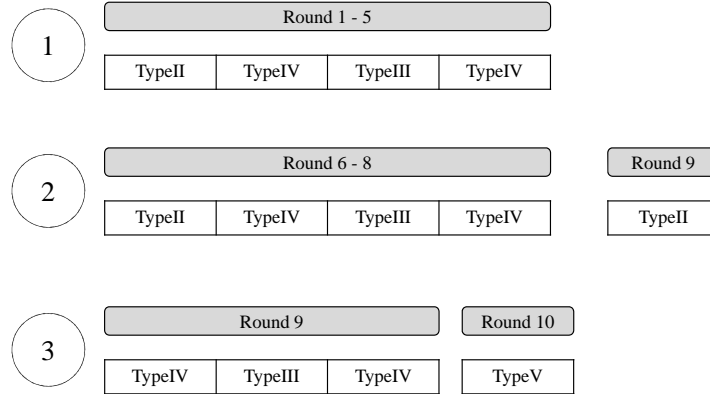 1
Round 1 - 5
TypeII TypeIV TypeIII TypeIV
2
Round 6 - 8 Round 9
TypeII TypeIV TypeIII TypeIV TypeII
3
Round 9 Round 10
TypeIV TypeIII TypeIV TypeV